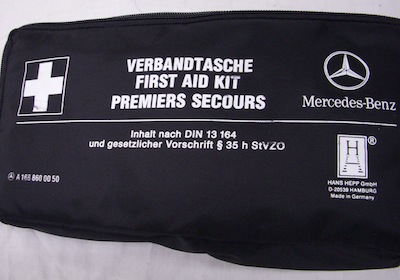 VERBANDTASCHE
FIRST AID KIT
PREMIERS SECOURS
Mercedes-Benz
Inhalt nach DIN 13 164
und gesetzlicher Vorschrift § 35 h StVZO
H
®
HANS HEPP GmbH
D-20539 HAMBURG
Made in Germany
A 168 860 00 50